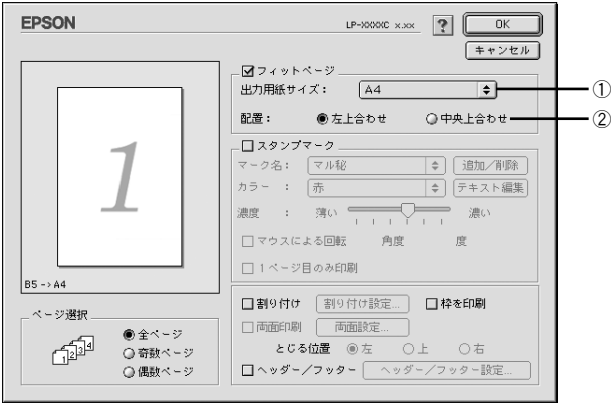 EPSON
LP-XXXXC x.xx
?
OK
キャンセル
1
B5 -> A4
ページ選択
1 2 3 4
全ページ
奇数ページ
偶数ページ
フィットページ
出力用紙サイズ： A4
①
配置： 左上合わせ 中央上合わせ
②
スタンプマーク
マーク名： マル秘 追加／削除
カラー ： 赤 テキスト編集
濃度 ： 薄い 濃い
マウスによる回転 角度 度
1ページ目のみ印刷
割り付け 割り付け設定... 枠を印刷
両面印刷 両面設定...
とじる位置 左 上 右
ヘッダー／フッター ヘッダー／フッター設定...